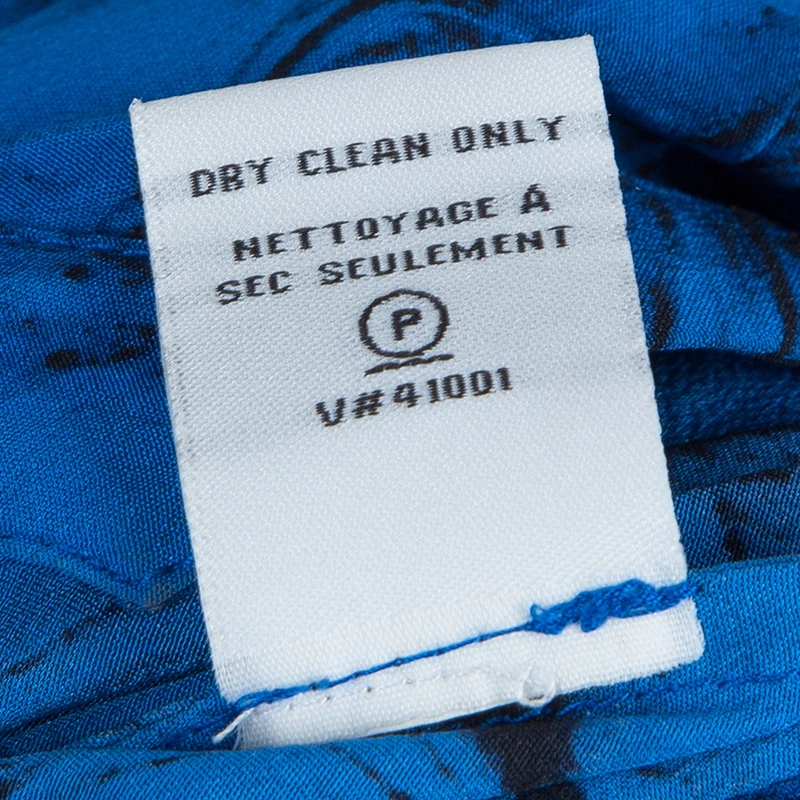 DRY CLEAN ONLY
NETTOYAGE Á
SEC SEULEMENT
P
V#41001